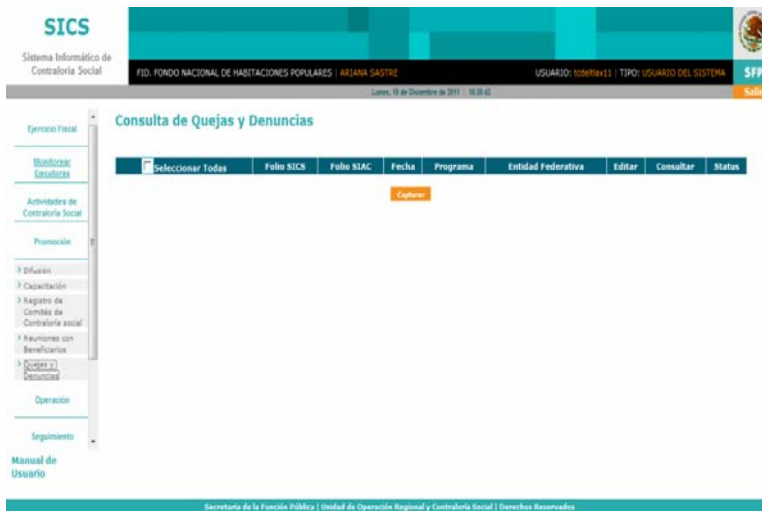 SICS
Sistema Informático de
Contraloria Social
FID. FONDO NACIONAL DE HABITACIONES POPULARES | ARIANA SASTRE
USUARIO: | TIPO: USUARIO DEL SISTEMA
SFP
Lunes, de Diciembre de 2011
Salir
Ejercicio Fiscal
Monitorear
Ejecutoras
Actividades de
Contraloría Social
Promoción
Difusión
Capacitación
Registro de
Comités de
Contraloría social
Reuniones con
Beneficiarios
Quejas y
Denuncias
Operación
Seguimiento
Manual de
Usuario
Consulta de Quejas y Denuncias
Seleccionar Todas Folio SICS Folio SIAC Fecha Programa Entidad Federativa Editar Consultar Status
Capturar
Secretaría de la Función Pública | Unidad de Operación Regional y Contraloría Social | Derechos Reservados